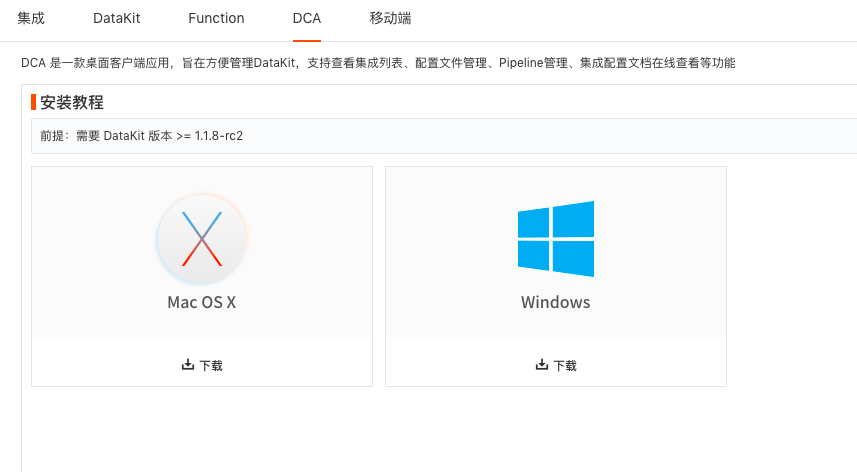 集成 DataKit Function DCA 移动端
DCA 是一款桌面客户端应用，旨在方便管理DataKit，支持查看集成列表、配置文件管理、Pipeline管理、集成配置文档在线查看等功能
安装教程
前提：需要 DataKit 版本 >= 1.1.8-rc2
Mac OS X Windows
下载 下载